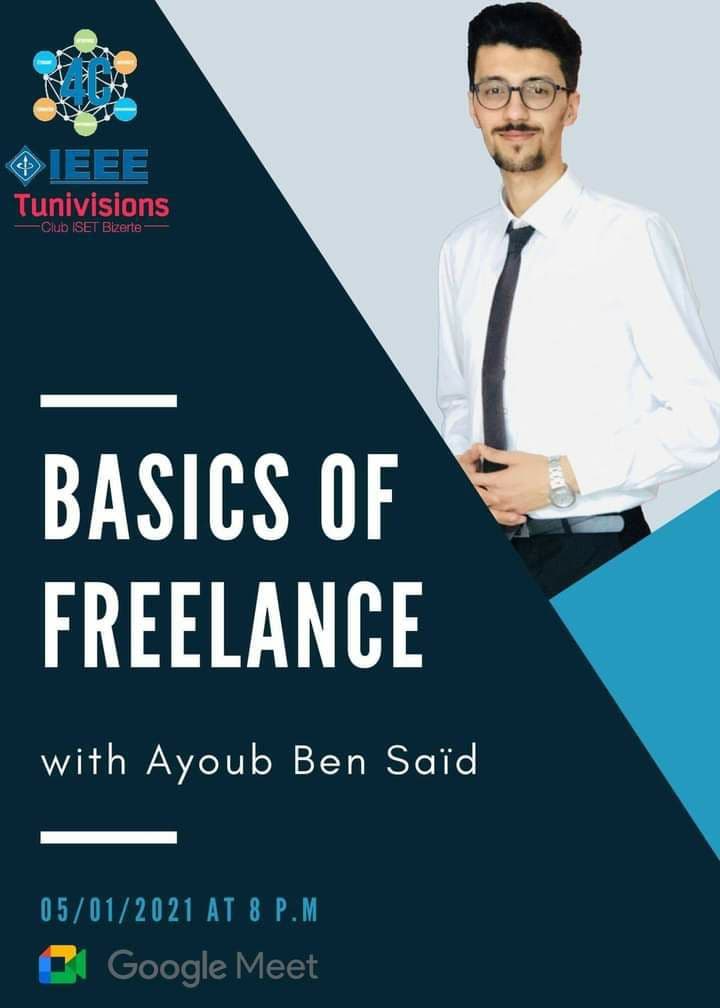 4C
IEEE
Tunivisions
Club ISET Bizerte
BASICS OF
FREELANCE
with Ayoub Ben Saïd
05/01/2021 AT 8 P.M
Google Meet